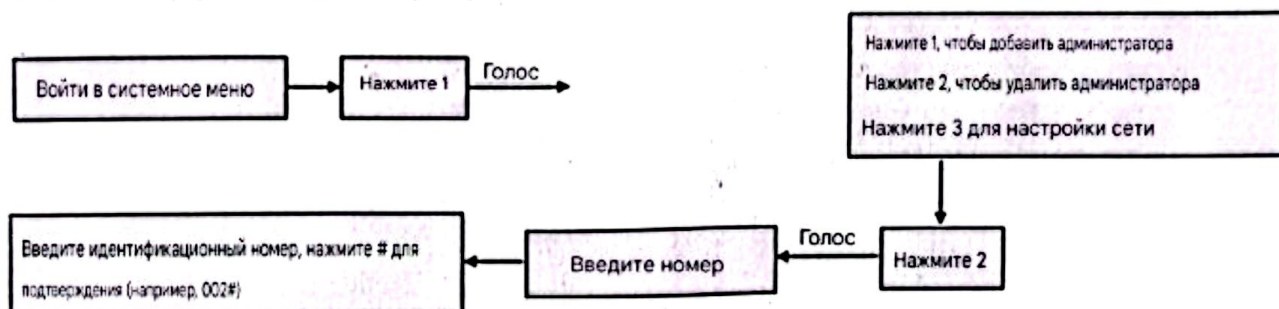 Войти в системное меню
Нажмите 1
Голос
Нажмите 1, чтобы добавить администратора
Нажмите 2, чтобы удалить администратора
Нажмите 3 для настройки сети
Нажмите 2
Голос
Введите номер
Введите идентификационный номер, нажмите # для
подтверждения (например, 002#)